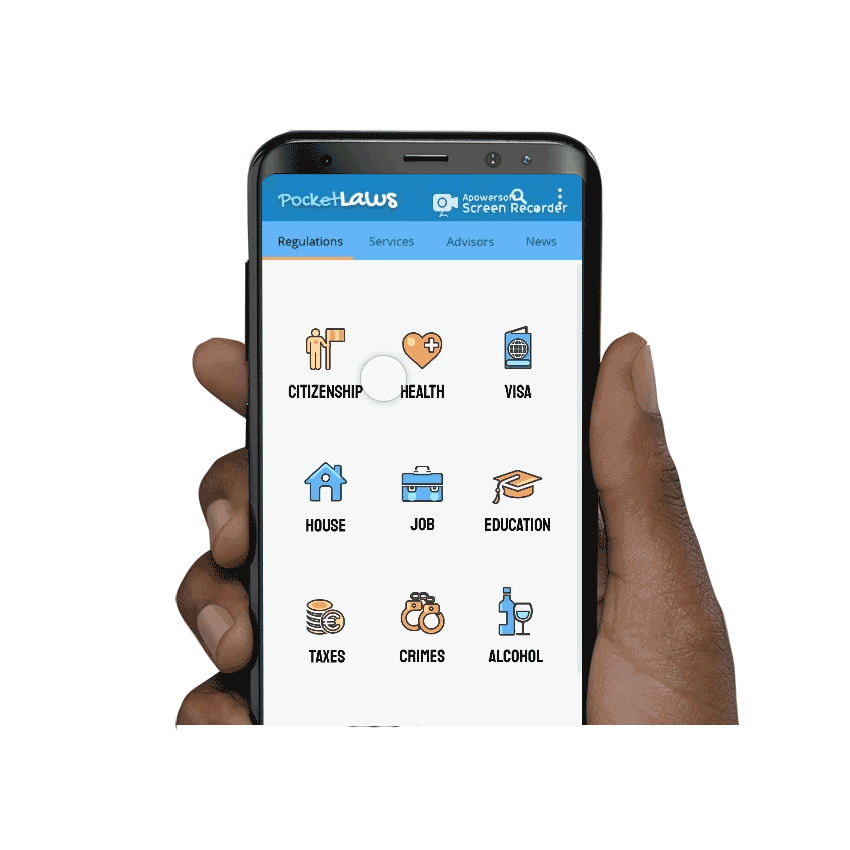 PocketLaws
Apowersoft
Screen Recorder
Regulations Services Advisors News
CITIZENSHIP HEALTH VISA
HOUSE JOB EDUCATION
TAXES CRIMES ALCOHOL